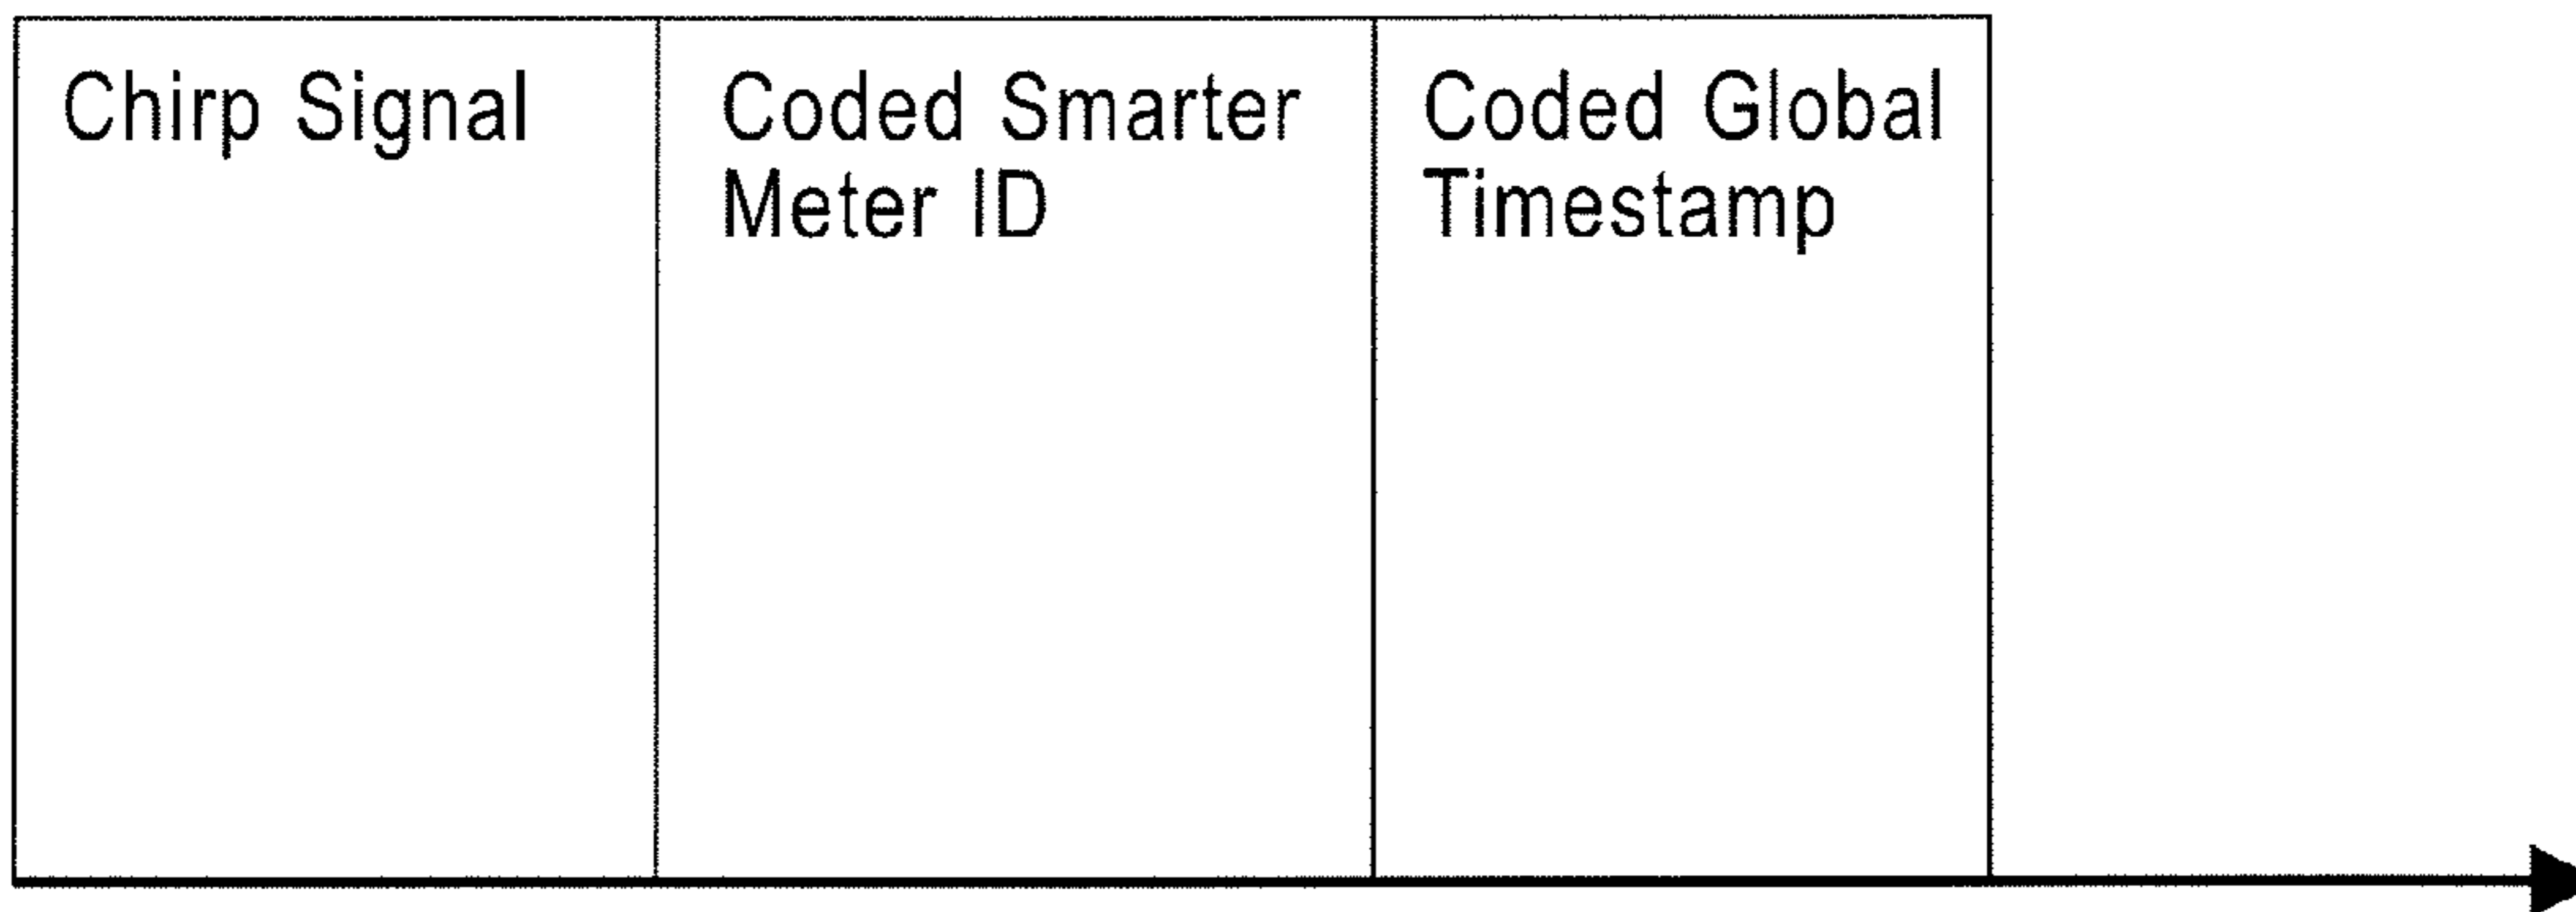 Chirp Signal
Coded Smarter
Meter ID
Coded Global
Timestamp